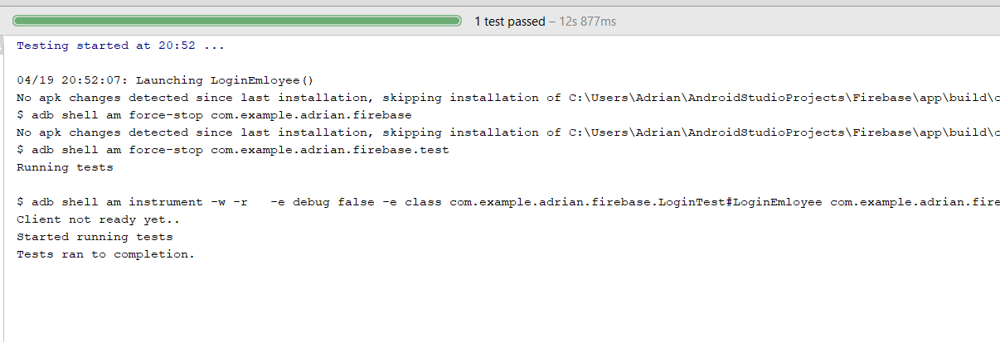 1 test passed – 12s 877ms
Testing started at 20:52 ...
04/19 20:52:07: Launching LoginEmloyee()
No apk changes detected since last installation, skipping installation of C:\Users\Adrian\AndroidStudioProjects\Firebase\app\build\o
$ adb shell am force-stop com.example.adrian.firebase
No apk changes detected since last installation, skipping installation of C:\Users\Adrian\AndroidStudioProjects\Firebase\app\build\o
$ adb shell am force-stop com.example.adrian.firebase.test
Running tests
$ adb shell am instrument -w -r   -e debug false -e class com.example.adrian.firebase.LoginTest#LoginEmloyee com.example.adrian.fire
Client not ready yet..
Started running tests
Tests ran to completion.